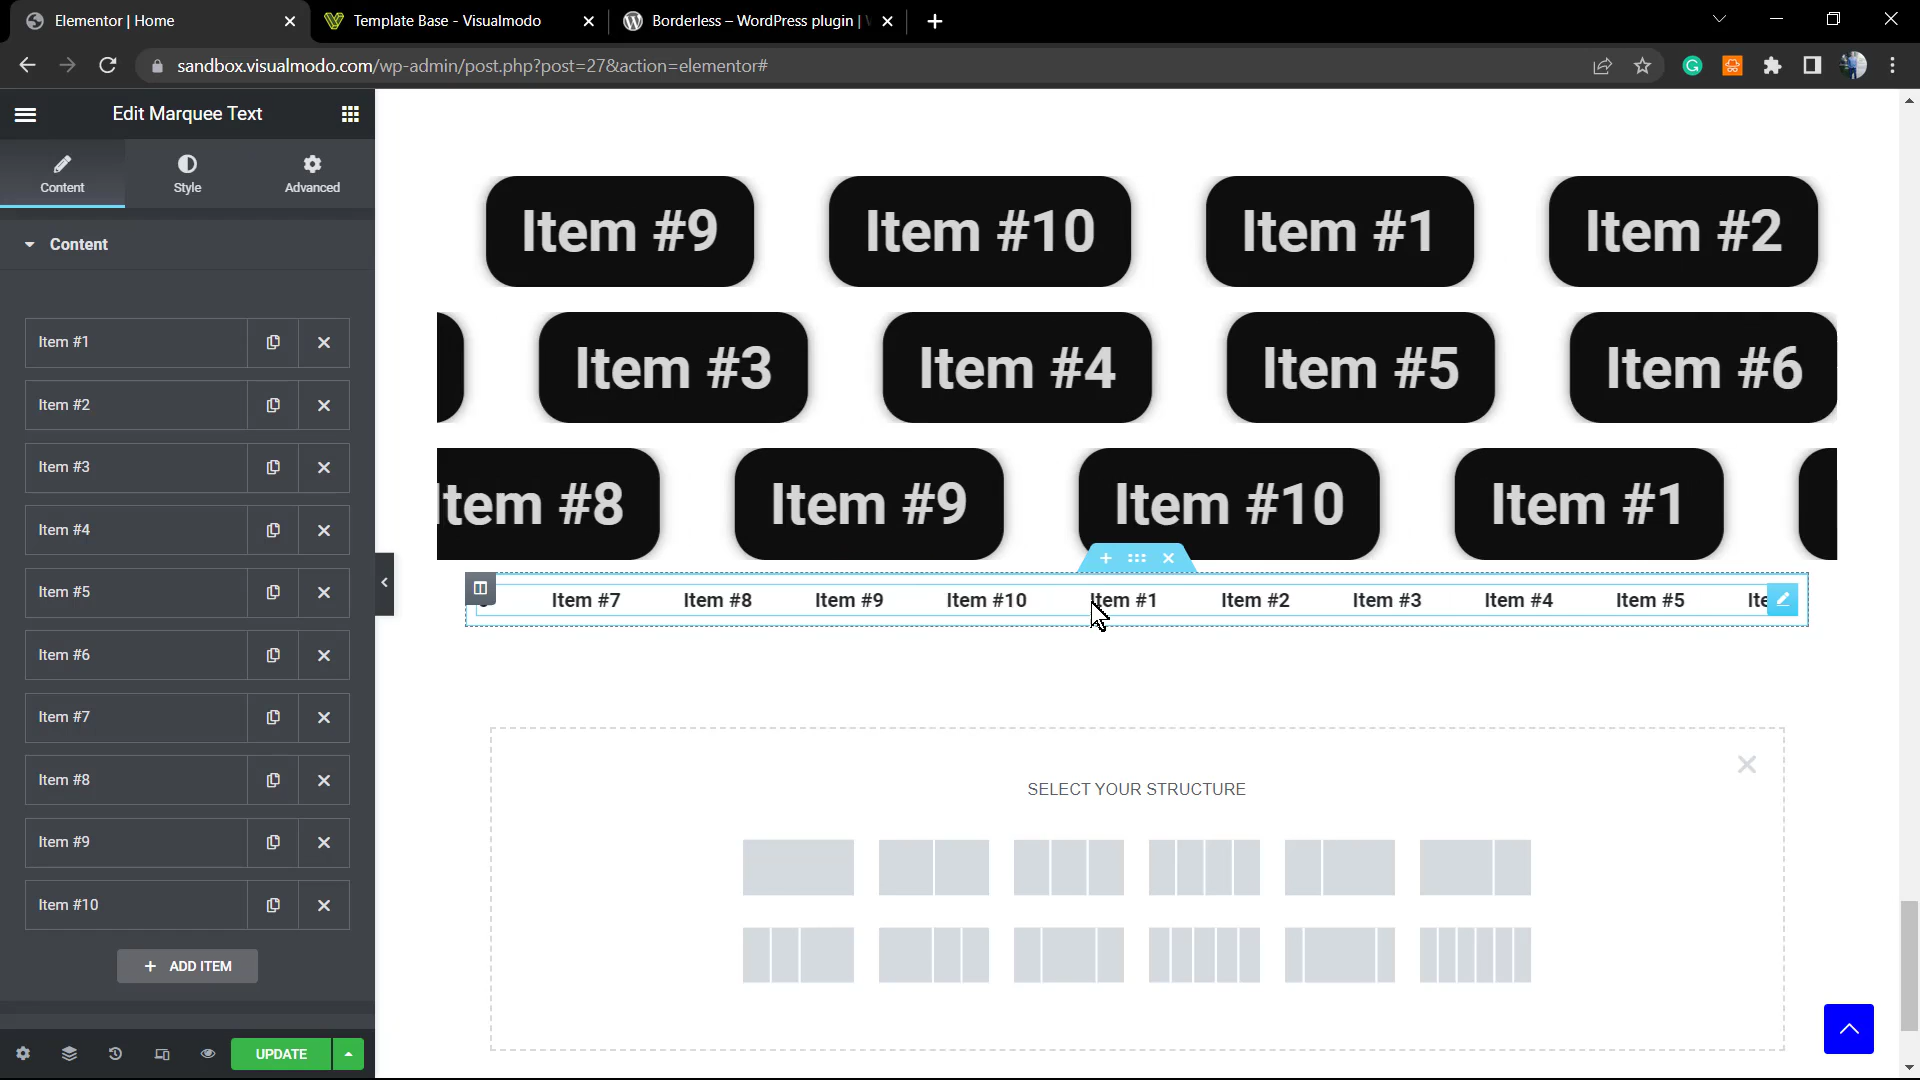 Elementor | Home
Template Base - Visualmodo
Borderless – WordPress plugin |
sandbox.visualmodo.com/wp-admin/post.php?post=27&action=elementor#
Edit Marquee Text
Content
Style
Advanced
Content
Item #1
Item #2
Item #3
Item #4
Item #5
Item #6
Item #7
Item #8
Item #9
Item #10
+ ADD ITEM
UPDATE
Item #9
Item #10
Item #1
Item #2
Item #3
Item #4
Item #5
Item #6
Item #8
Item #9
Item #10
Item #1
Item #7
Item #8
Item #9
Item #10
Item #1
Item #2
Item #3
Item #4
Item #5
Ite
SELECT YOUR STRUCTURE